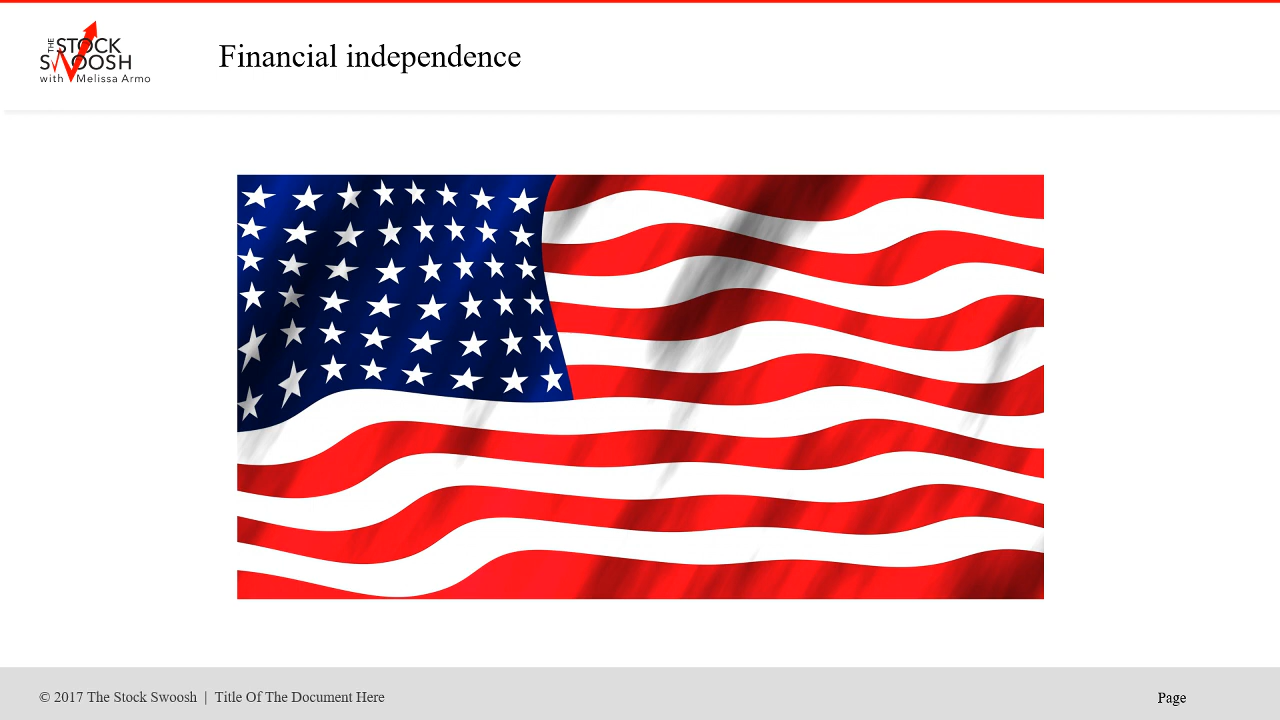 THE STOCK
SWOOSH
with Melissa Armo
Financial independence
© 2017 The Stock Swoosh | Title Of The Document Here
Page